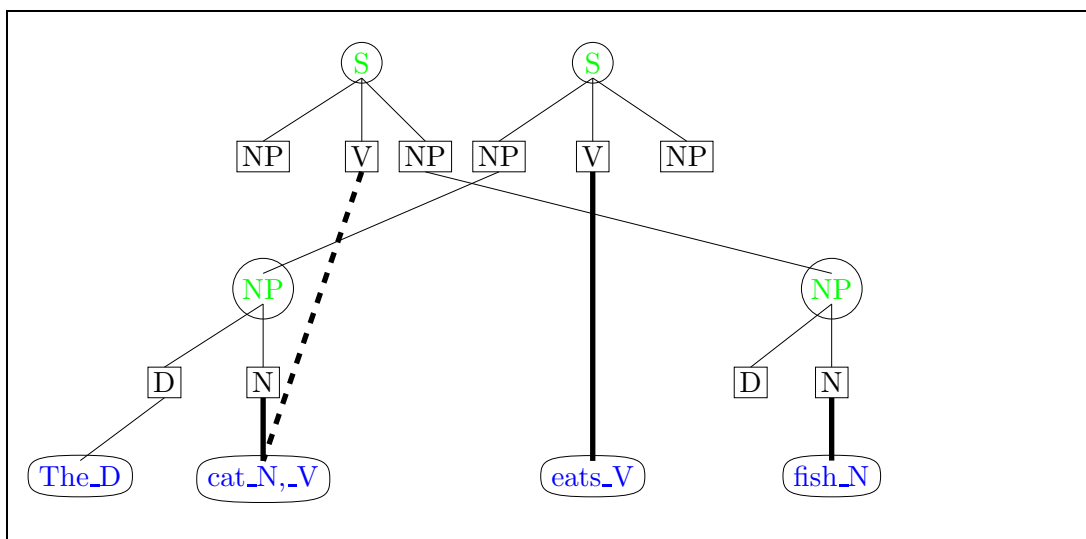 S S
NP V NP NP V NP
NP NP
D N D N
The_D cat_N,_V eats_V fish_N